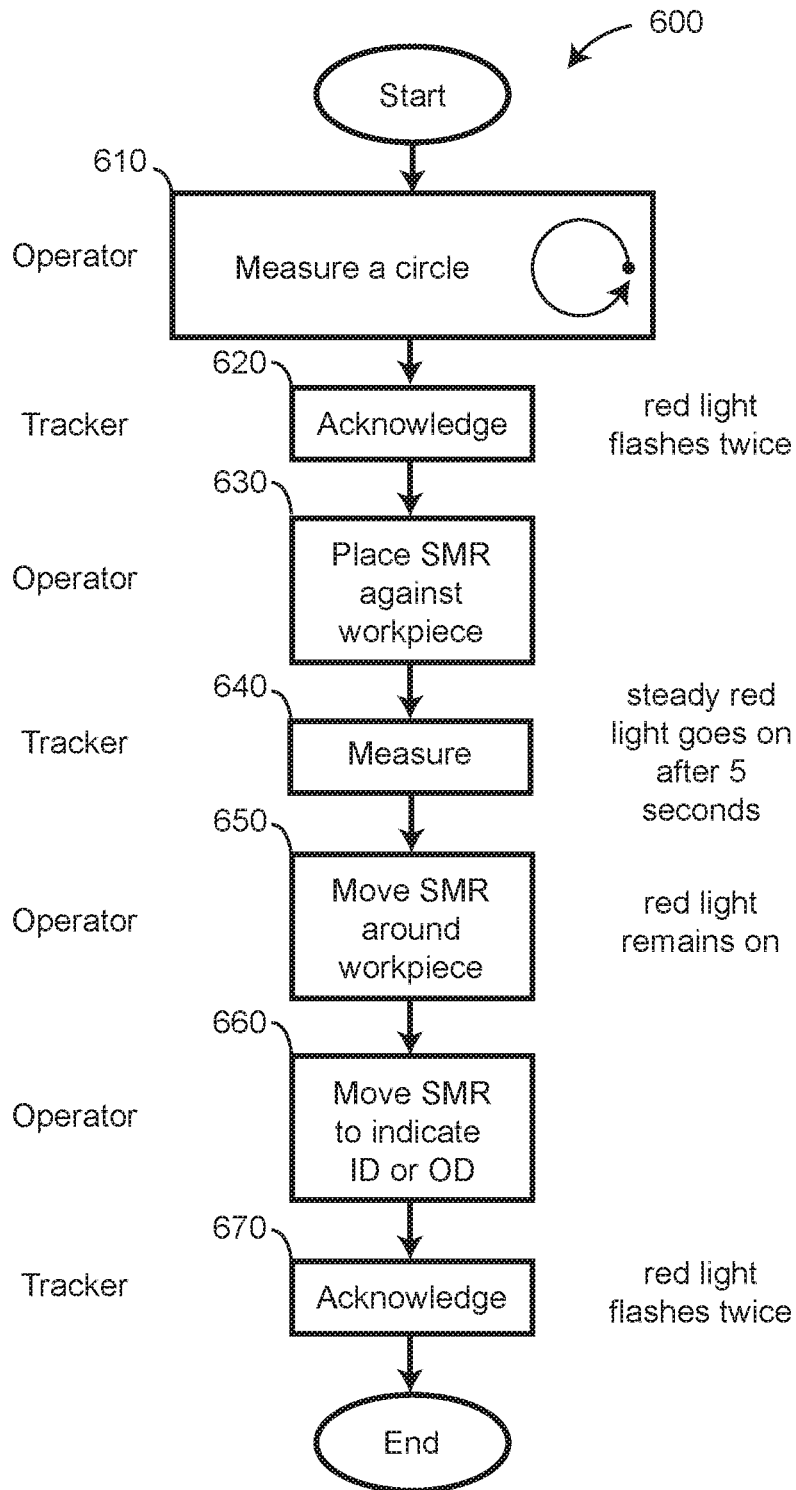 600
Start
610
Operator
Measure a circle
620
Tracker
Acknowledge
red light
flashes twice
630
Operator
Place SMR
against
workpiece
640
Tracker
Measure
steady red
light goes on
after 5
seconds
650
Operator
Move SMR
around
workpiece
red light
remains on
660
Operator
Move SMR
to indicate
ID or OD
670
Tracker
Acknowledge
red light
flashes twice
End